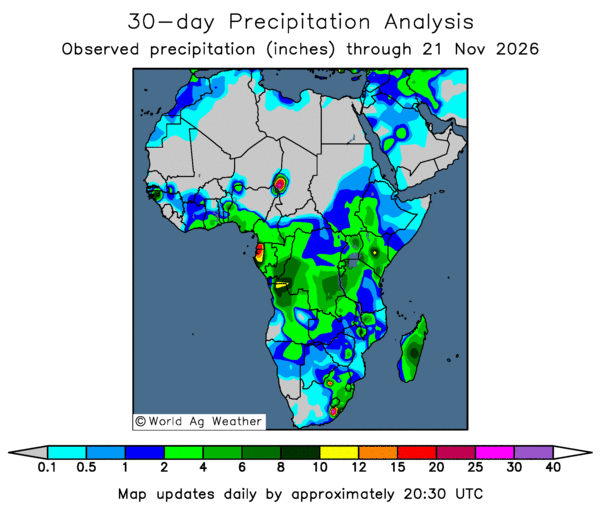 30-day Precipitation Analysis
Observed precipitation (inches) through 21 Nov 2026
© World Ag Weather
0.1 0.5 1 2 4 6 8 10 12 15 20 25 30 40
Map updates daily by approximately 20:30 UTC